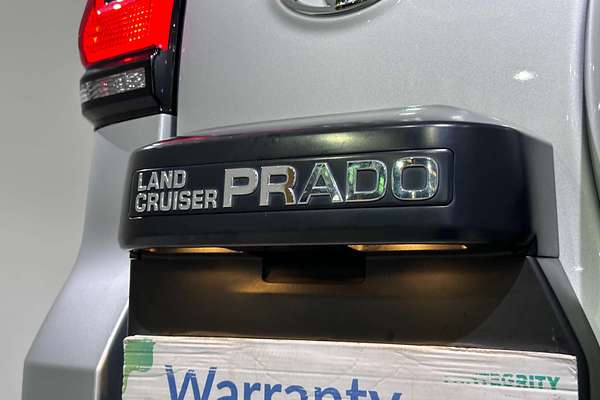 LAND
CRUISER PRADO
Warranty
INTEGRITY